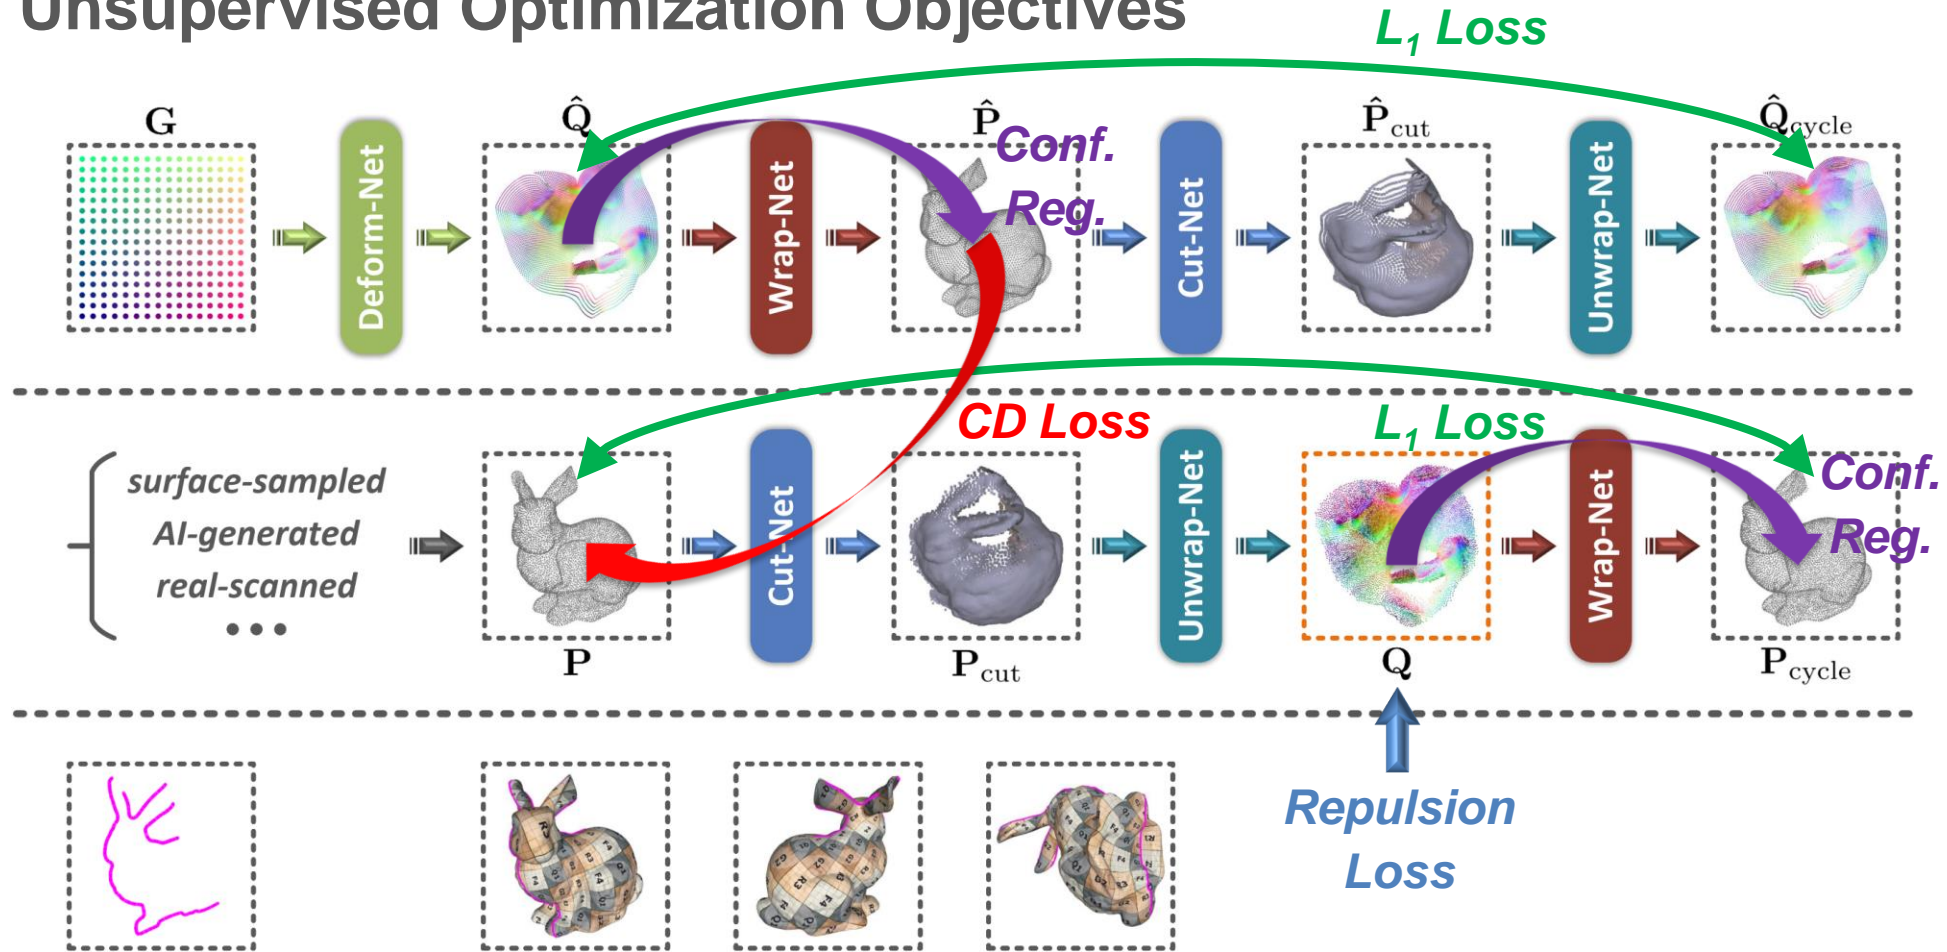 Unsupervised Optimization Objectives
L₁ Loss
G
Q̂
P̂
P̂cut
Q̂cycle
Deform-Net
Wrap-Net
Conf.
Reg.
Cut-Net
Unwrap-Net
CD Loss
L₁ Loss
surface-sampled
AI-generated
real-scanned
•••
Cut-Net
Unwrap-Net
Wrap-Net
Conf.
Reg.
P
Pcut
Q
Pcycle
Repulsion
Loss